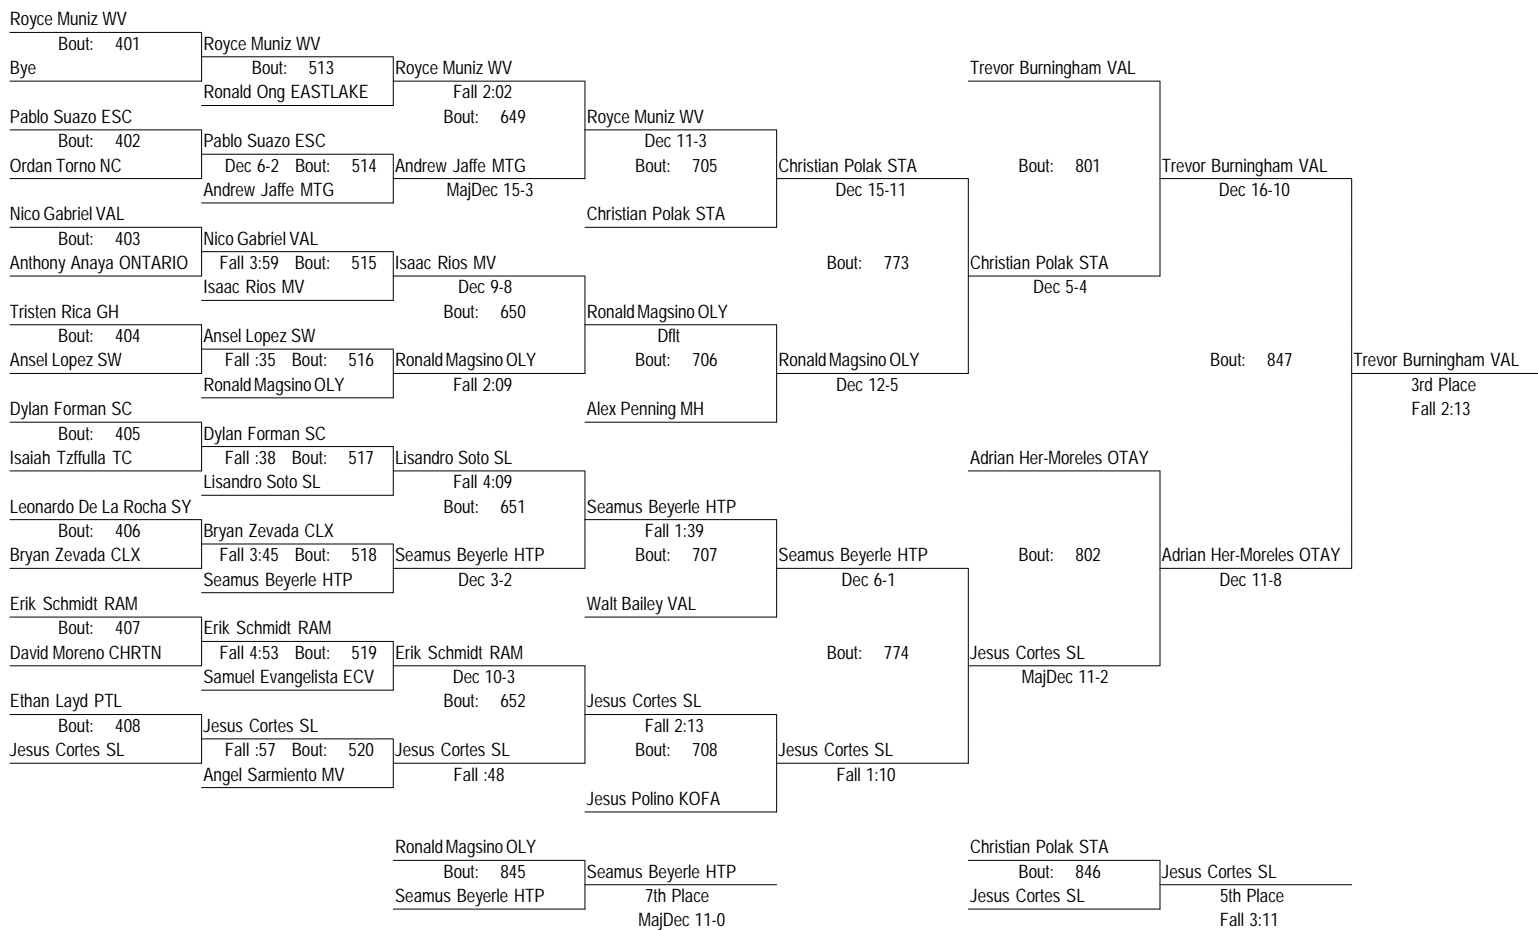 Royce Muniz WV
Bout: 401 Royce Muniz WV
Bye Bout: 513 Royce Muniz WV Trevor Burningham VAL
Ronald Ong EASTLAKE Fall 2:02
Pablo Suazo ESC Bout: 649 Royce Muniz WV
Bout: 402 Pablo Suazo ESC Dec 11-3
Ordan Torno NC Dec 6-2 Bout: 514 Andrew Jaffe MTG Bout: 705 Christian Polak STA Bout: 801 Trevor Burningham VAL
Andrew Jaffe MTG MajDec 15-3 Dec 15-11 Dec 16-10
Nico Gabriel VAL Christian Polak STA
Bout: 403 Nico Gabriel VAL
Anthony Anaya ONTARIO Fall 3:59 Bout: 515 Isaac Rios MV Bout: 773 Christian Polak STA
Isaac Rios MV Dec 9-8 Dec 5-4
Tristen Rica GH Bout: 650 Ronald Magsino OLY
Bout: 404 Ansel Lopez SW Dflt
Ansel Lopez SW Fall :35 Bout: 516 Ronald Magsino OLY Bout: 706 Ronald Magsino OLY Bout: 847 Trevor Burningham VAL
Ronald Magsino OLY Fall 2:09 Dec 12-5 3rd Place
Dylan Forman SC Alex Penning MH Fall 2:13
Bout: 405 Dylan Forman SC
Isaiah Tzffulla TC Fall :38 Bout: 517 Lisandro Soto SL Adrian Her-Moreles OTAY
Lisandro Soto SL Fall 4:09
Leonardo De La Rocha SY Bout: 651 Seamus Beyerle HTP
Bout: 406 Bryan Zevada CLX Fall 1:39
Bryan Zevada CLX Fall 3:45 Bout: 518 Seamus Beyerle HTP Bout: 707 Seamus Beyerle HTP Bout: 802 Adrian Her-Moreles OTAY
Seamus Beyerle HTP Dec 3-2 Dec 6-1 Dec 11-8
Erik Schmidt RAM Walt Bailey VAL
Bout: 407 Erik Schmidt RAM
David Moreno CHRTN Fall 4:53 Bout: 519 Erik Schmidt RAM Bout: 774 Jesus Cortes SL
Samuel Evangelista ECV Dec 10-3 MajDec 11-2
Ethan Layd PTL Bout: 652 Jesus Cortes SL
Bout: 408 Jesus Cortes SL Fall 2:13
Jesus Cortes SL Fall :57 Bout: 520 Jesus Cortes SL Bout: 708 Jesus Cortes SL
Angel Sarmiento MV Fall :48 Fall 1:10
Jesus Polino KOFA
Ronald Magsino OLY Christian Polak STA
Bout: 845 Seamus Beyerle HTP Bout: 846 Jesus Cortes SL
Seamus Beyerle HTP 7th Place Jesus Cortes SL 5th Place
MajDec 11-0 Fall 3:11